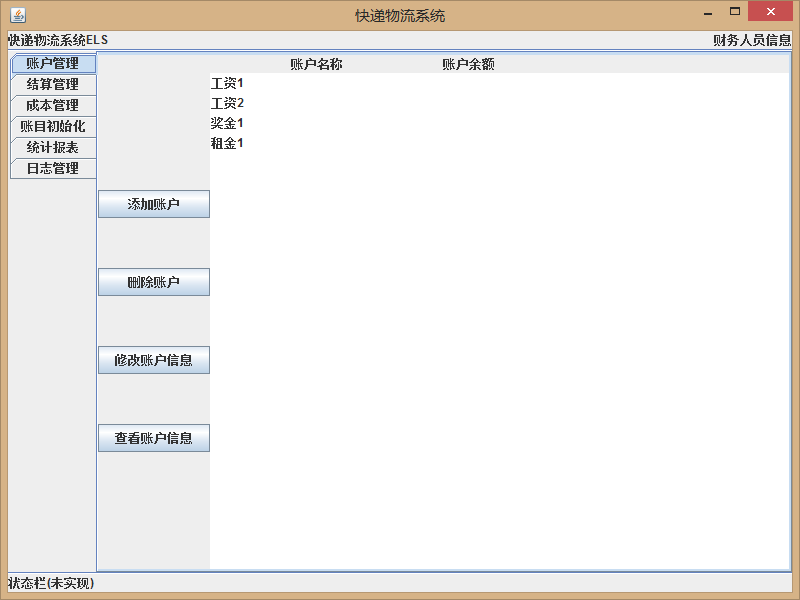 快递物流系统
快递物流系统ELS
财务人员信息
账户管理
结算管理
成本管理
账目初始化
统计报表
日志管理
账户名称
账户余额
工资1
工资2
奖金1
租金1
添加账户
删除账户
修改账户信息
查看账户信息
状态栏(未实现)